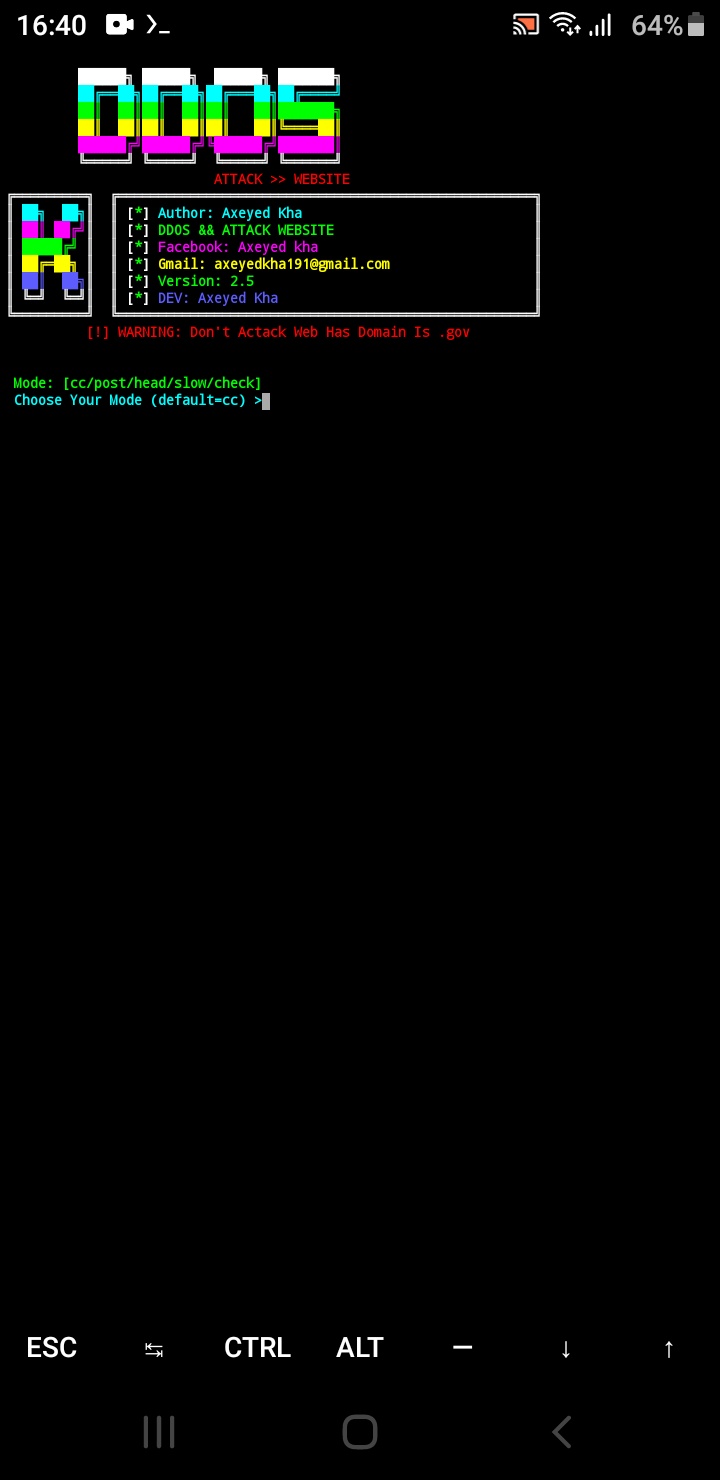 16:40 64%
DDOS
ATTACK >> WEBSITE
K
[*] Author: Axeyed Kha
[*] DDOS && ATTACK WEBSITE
[*] Facebook: Axeyed kha
[*] Gmail: axeyedkha191@gmail.com
[*] Version: 2.5
[*] DEV: Axeyed Kha
[!] WARNING: Don't Actack Web Has Domain Is .gov
Mode: [cc/post/head/slow/check]
Choose Your Mode (default=cc) >
ESC ↹ CTRL ALT — ↓ ↑